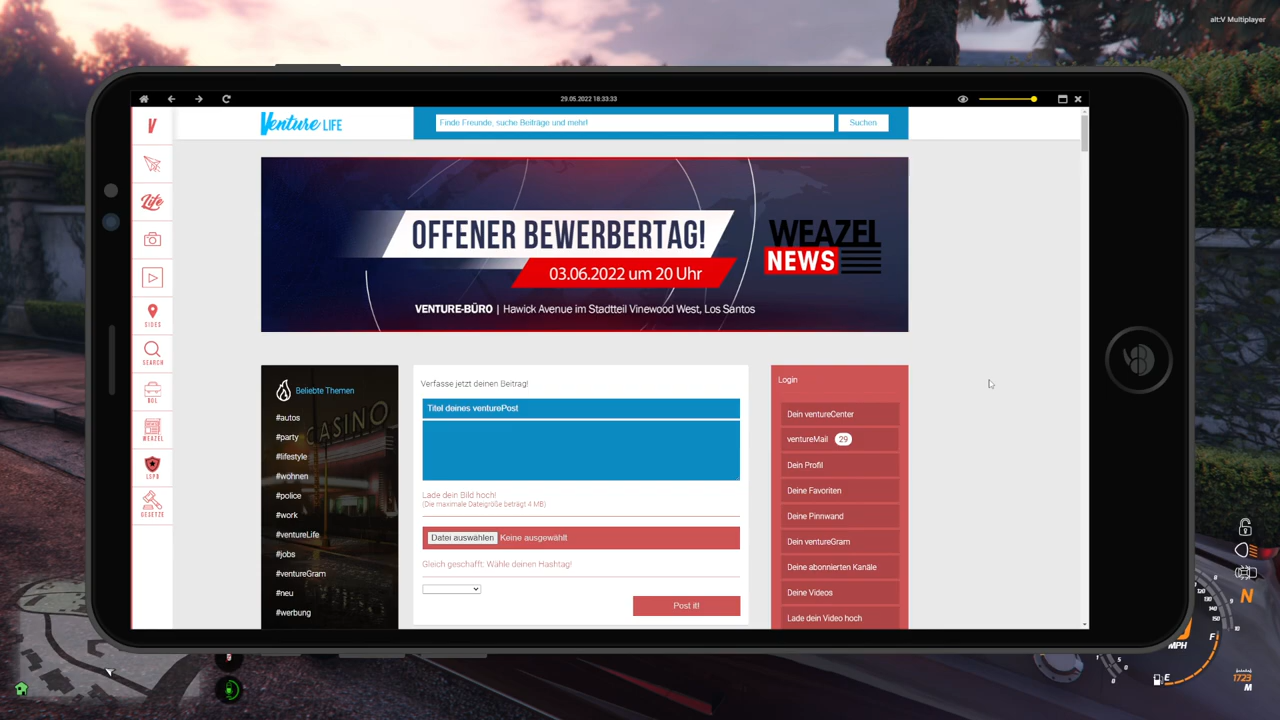 alt:V Multiplayer
29.05.2022 18:33:33
V
Venture LIFE
Finde Freunde, suche Beiträge und mehr!
Suchen
Life
SIDES
SEARCH
BÖL
WEAZEL
LSPD
GESETZE
OFFENER BEWERBERTAG!
03.06.2022 um 20 Uhr
VENTURE-BÜRO | Hawick Avenue im Stadtteil Vinewood West, Los Santos
WEAZEL
NEWS
Beliebte Themen
#autos
#party
#lifestyle
#wohnen
#police
#work
#ventureLife
#jobs
#ventureGram
#neu
#werbung
CASINO
Verfasse jetzt deinen Beitrag!
Titel deines venturePost
Lade dein Bild hoch!
(Die maximale Dateigröße beträgt 4 MB)
Datei auswählen Keine ausgewählt
Gleich geschafft: Wähle deinen Hashtag!
Post it!
Login
Dein ventureCenter
ventureMail 29
Dein Profil
Deine Favoriten
Deine Pinnwand
Dein ventureGram
Deine abonnierten Kanäle
Deine Videos
Lade dein Video hoch
N
MPH
F
E
1723
M